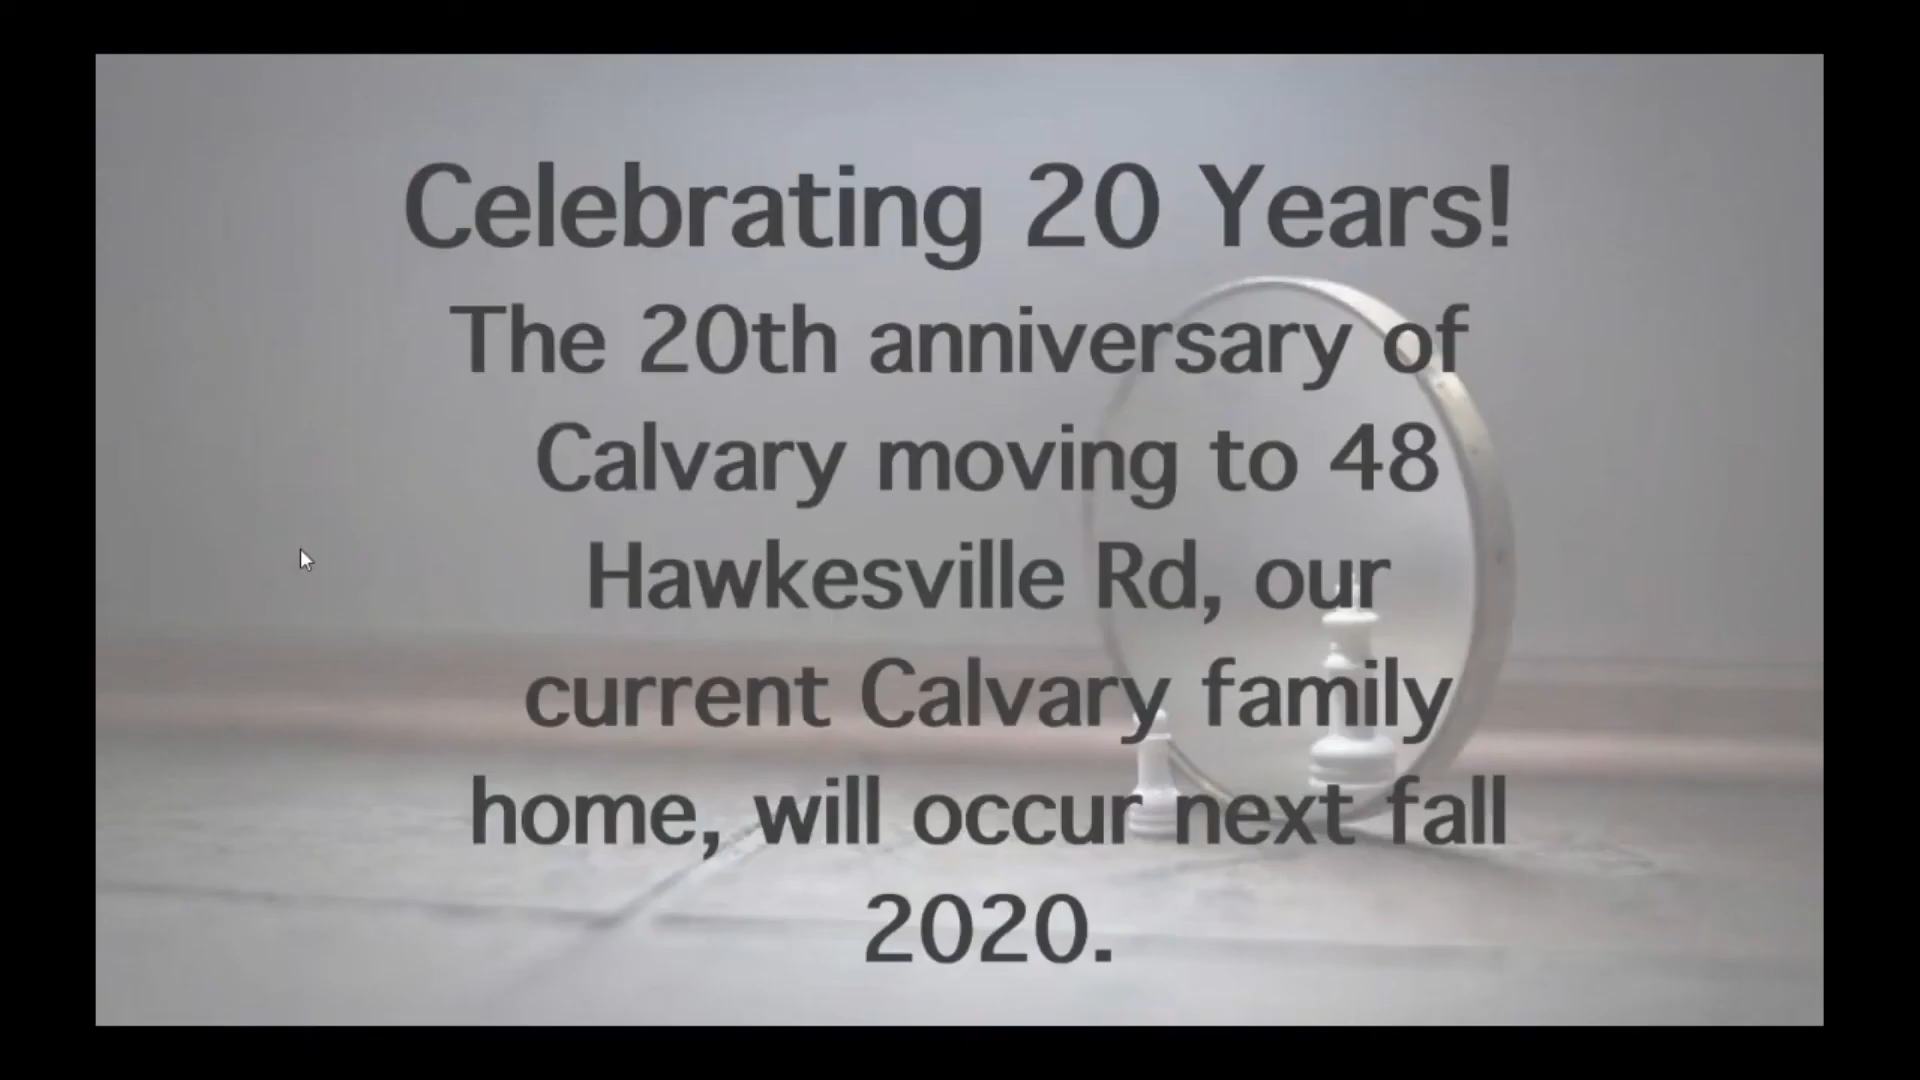 Celebrating 20 Years!
The 20th anniversary of
Calvary moving to 48
Hawkesville Rd, our
current Calvary family
home, will occur next fall
2020.